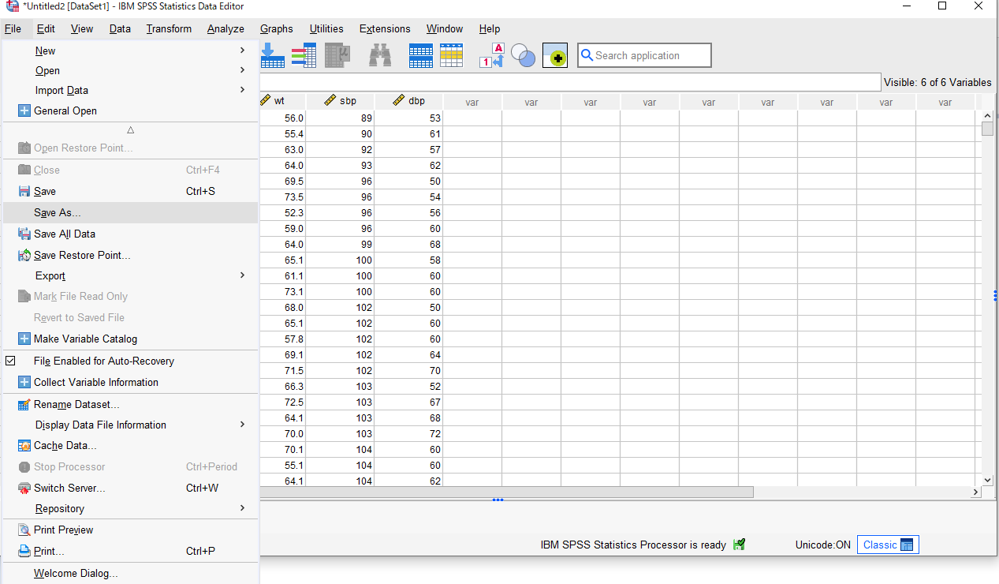 *Untitled2 [DataSet1] - IBM SPSS Statistics Data Editor
File Edit View Data Transform Analyze Graphs Utilities Extensions Window Help
Search application
Visible: 6 of 6 Variables
New
Open
Import Data
General Open
Open Restore Point...
Close Ctrl+F4
Save Ctrl+S
Save As...
Save All Data
Save Restore Point...
Export
Mark File Read Only
Revert to Saved File
Make Variable Catalog
File Enabled for Auto-Recovery
Collect Variable Information
Rename Dataset...
Display Data File Information
Cache Data...
Stop Processor Ctrl+Period
Switch Server... Ctrl+W
Repository
Print Preview
Print... Ctrl+P
Welcome Dialog...
wt sbp dbp var var var var var var var var var
56.0 89 53
55.4 90 61
63.0 92 57
64.0 93 62
69.5 96 50
73.5 96 54
52.3 96 56
59.0 96 60
64.0 99 68
65.1 100 58
61.1 100 60
73.1 100 60
68.0 102 50
65.1 102 60
57.8 102 60
69.1 102 64
71.5 102 70
66.3 103 52
72.5 103 67
64.1 103 68
70.0 103 72
70.1 104 60
55.1 104 60
64.1 104 62
IBM SPSS Statistics Processor is ready Unicode:ON Classic